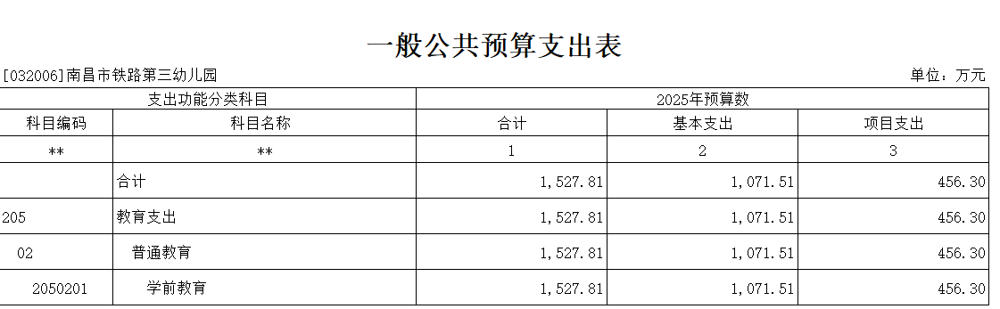 一般公共预算支出表
[032006]南昌市铁路第三幼儿园 单位：万元
支出功能分类科目 2025年预算数
科目编码 科目名称 合计 基本支出 项目支出
** ** 1 2 3
合计 1,527.81 1,071.51 456.30
205 教育支出 1,527.81 1,071.51 456.30
02 普通教育 1,527.81 1,071.51 456.30
2050201 学前教育 1,527.81 1,071.51 456.30